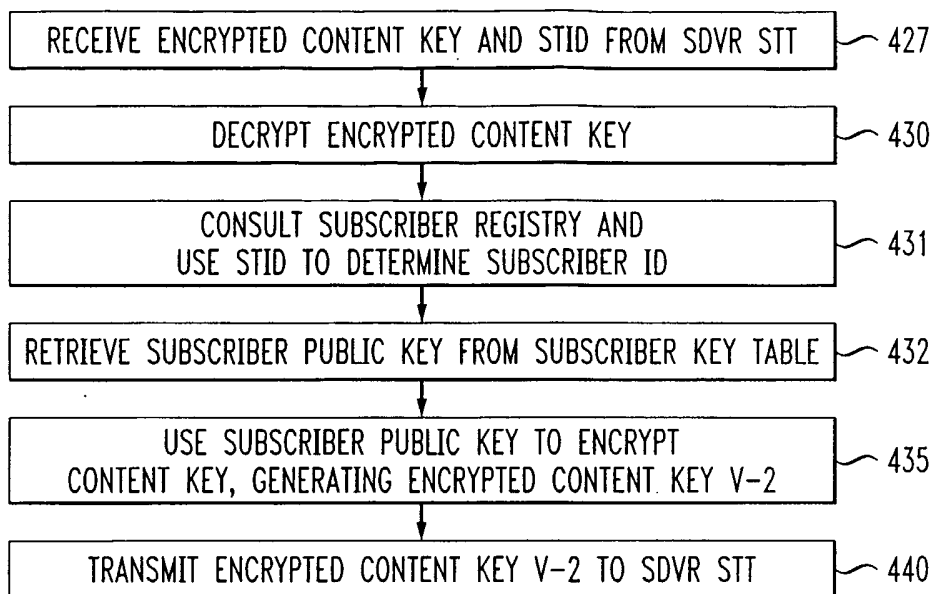 RECEIVE ENCRYPTED CONTENT KEY AND STID FROM SDVR STT 427
DECRYPT ENCRYPTED CONTENT KEY 430
CONSULT SUBSCRIBER REGISTRY AND
USE STID TO DETERMINE SUBSCRIBER ID 431
RETRIEVE SUBSCRIBER PUBLIC KEY FROM SUBSCRIBER KEY TABLE 432
USE SUBSCRIBER PUBLIC KEY TO ENCRYPT
CONTENT KEY, GENERATING ENCRYPTED CONTENT KEY V-2 435
TRANSMIT ENCRYPTED CONTENT KEY V-2 TO SDVR STT 440